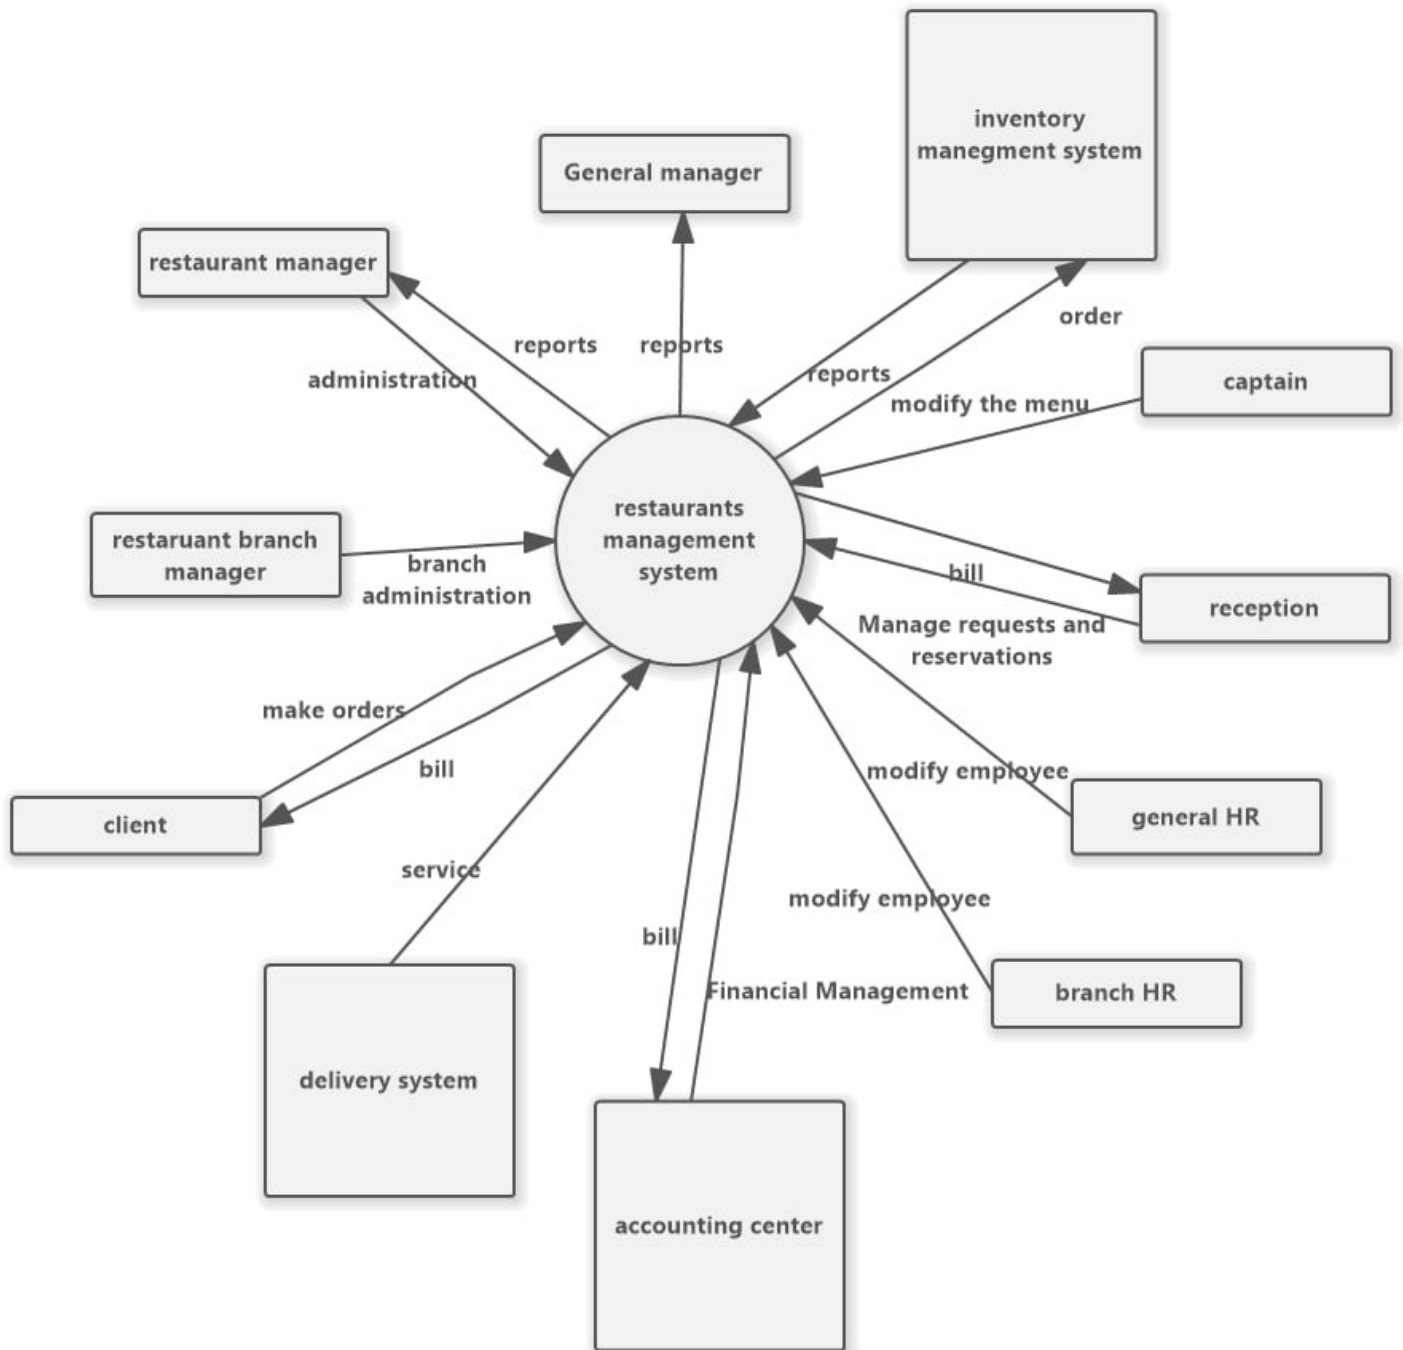 inventory
manegment system
General manager
restaurant manager
order
reports
reports
reports
administration
captain
modify the menu
restaurants
management
system
restaruant branch
manager
branch
administration
bill
reception
Manage requests and
reservations
make orders
bill
modify employee
general HR
client
service
modify employee
bill
Financial Management
branch HR
delivery system
accounting center